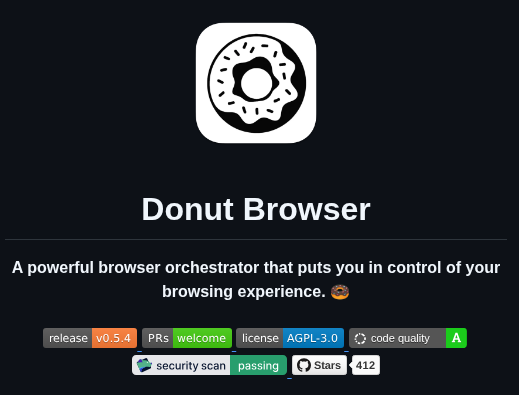 Donut Browser
A powerful browser orchestrator that puts you in control of your
browsing experience. 🍩
release v0.5.4 PRs welcome license AGPL-3.0 code quality A
security scan passing Stars 412